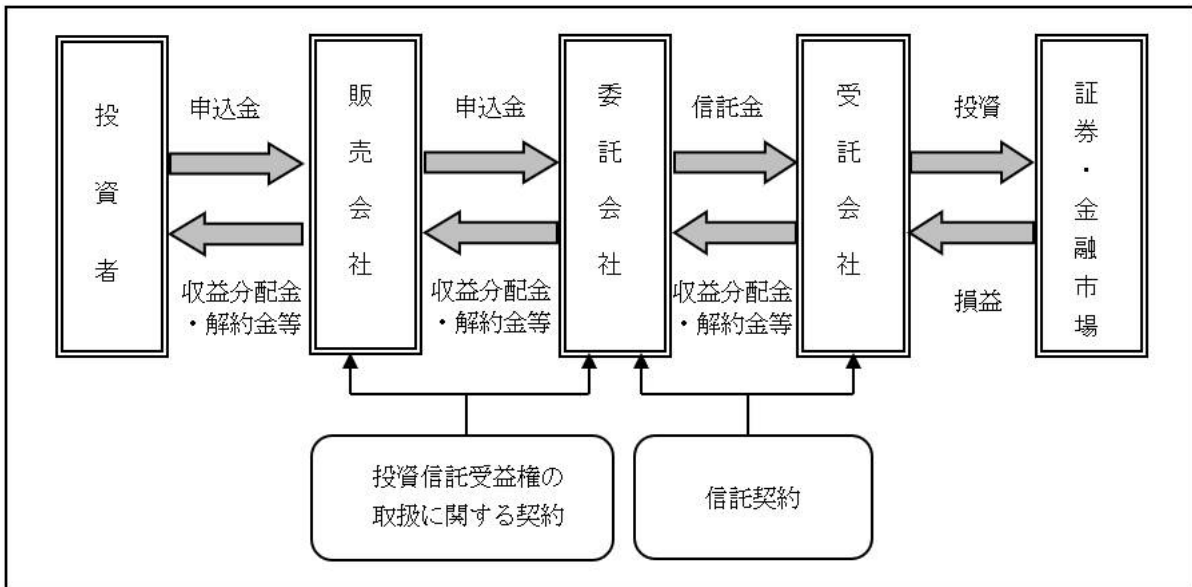 投資者
申込金
収益分配金
・解約金等
販売会社
申込金
収益分配金
・解約金等
委託会社
信託金
収益分配金
・解約金等
受託会社
投資
損益
証券・金融市場
投資信託受益権の
取扱に関する契約
信託契約